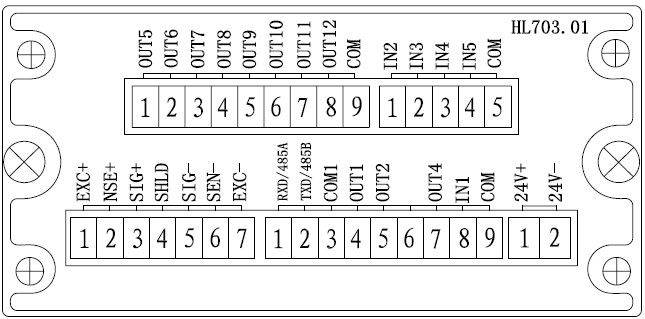 HL703.01
OUT5 OUT6 OUT7 OUT8 OUT9 OUT10 OUT11 OUT12 COM IN2 IN3 IN4 IN5 COM
1 2 3 4 5 6 7 8 9 1 2 3 4 5
EXC+ NSE+ SIG+ SHLD SIG- SEN- EXC- RXD/485A TXD/485B COM1 OUT1 OUT2 OUT4 IN1 COM 24V+ 24V-
1 2 3 4 5 6 7 1 2 3 4 5 6 7 8 9 1 2